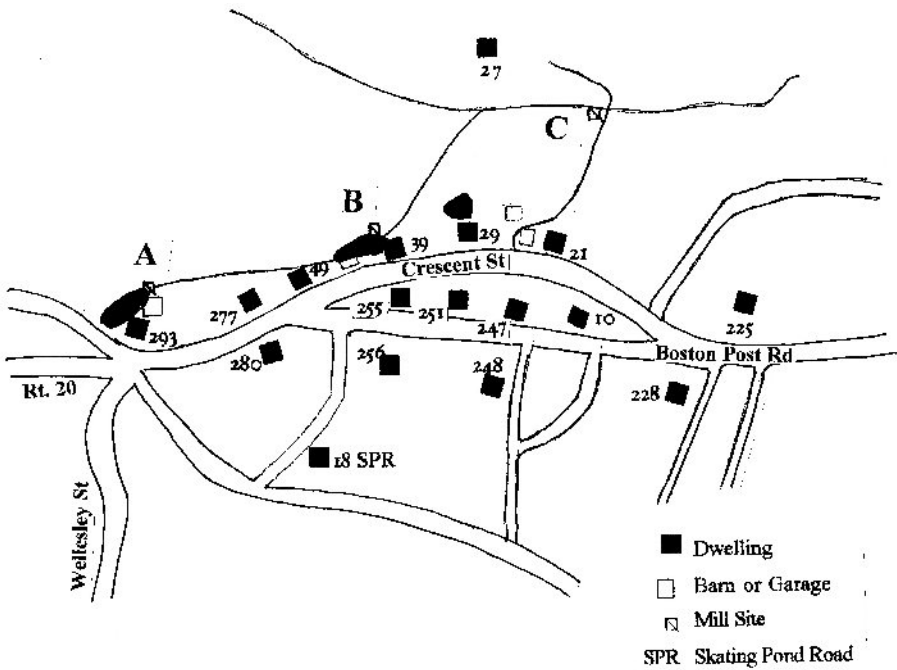 27
C
B
A
29
39
21
49
Crescent St
277
255
251
247
10
225
293
280
256
248
Boston Post Rd
228
Rt. 20
18 SPR
Wellesley St
Dwelling
Barn or Garage
Mill Site
SPR Skating Pond Road